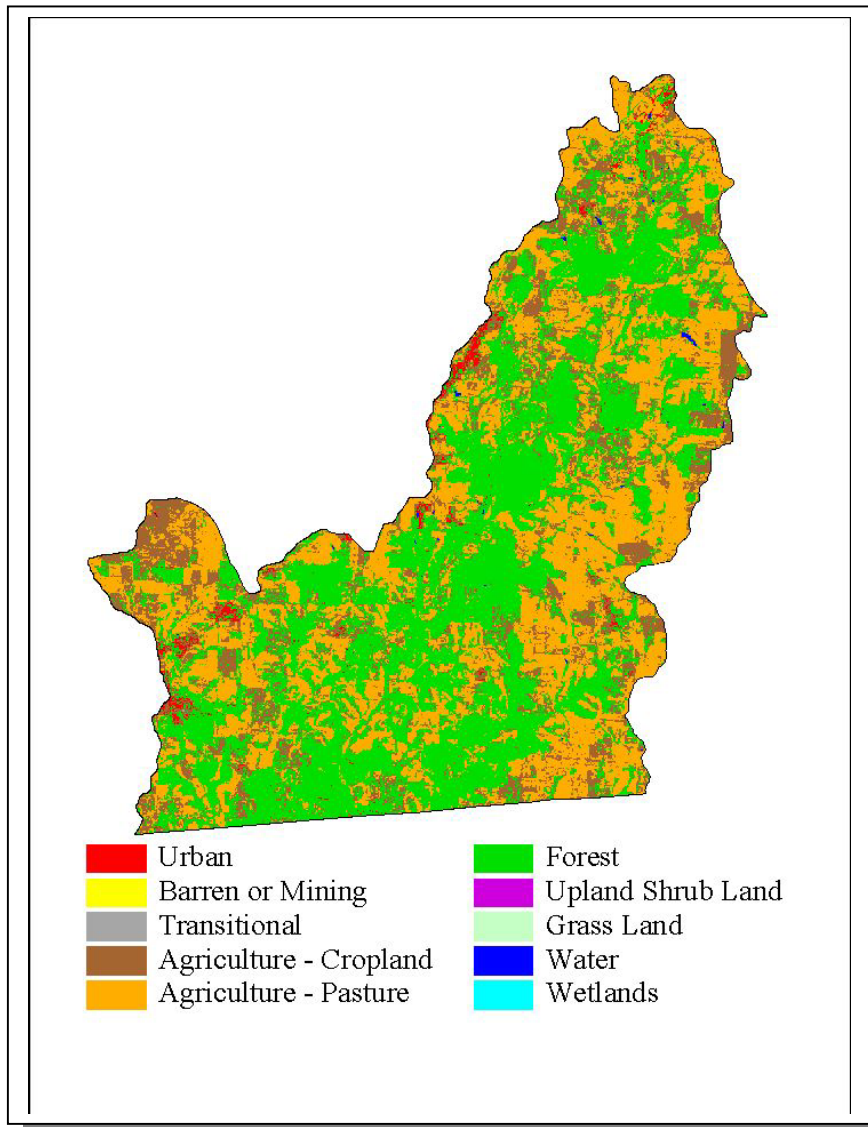 Urban
Barren or Mining
Transitional
Agriculture - Cropland
Agriculture - Pasture
Forest
Upland Shrub Land
Grass Land
Water
Wetlands